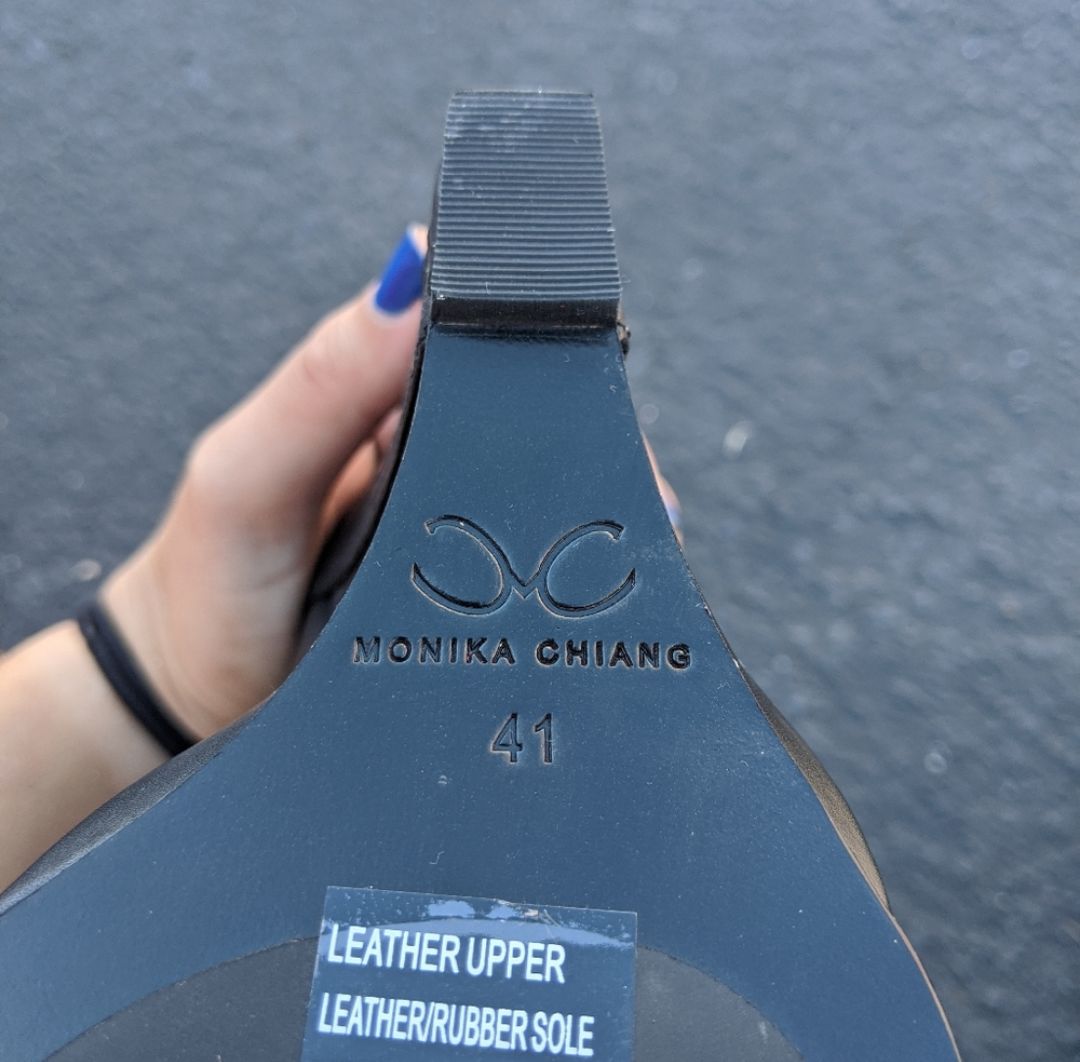 MONIKA CHIANG
41
LEATHER UPPER
LEATHER/RUBBER SOLE